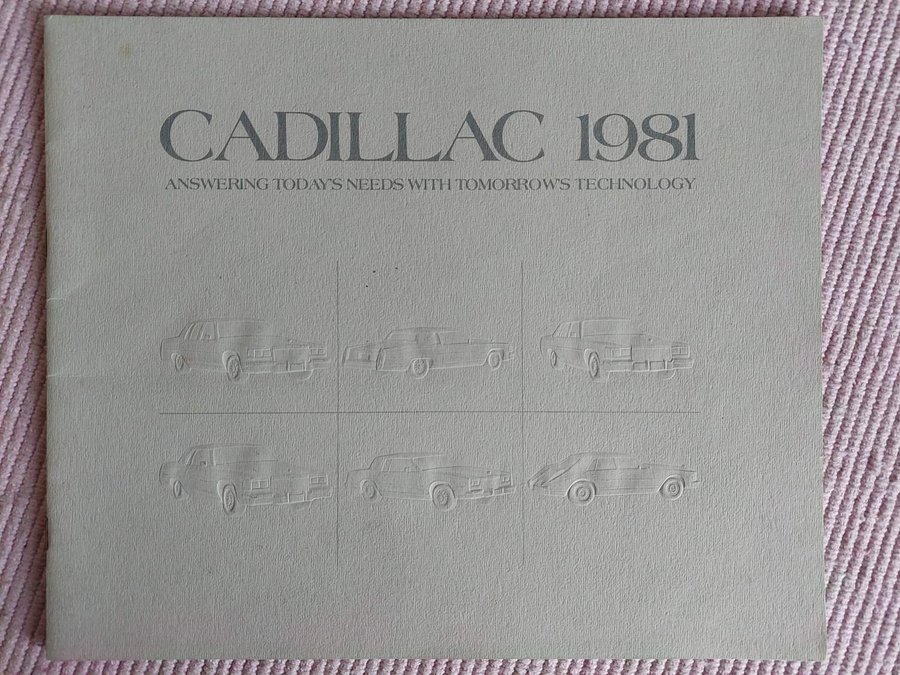 CADILLAC 1981
ANSWERING TODAY'S NEEDS WITH TOMORROW'S TECHNOLOGY